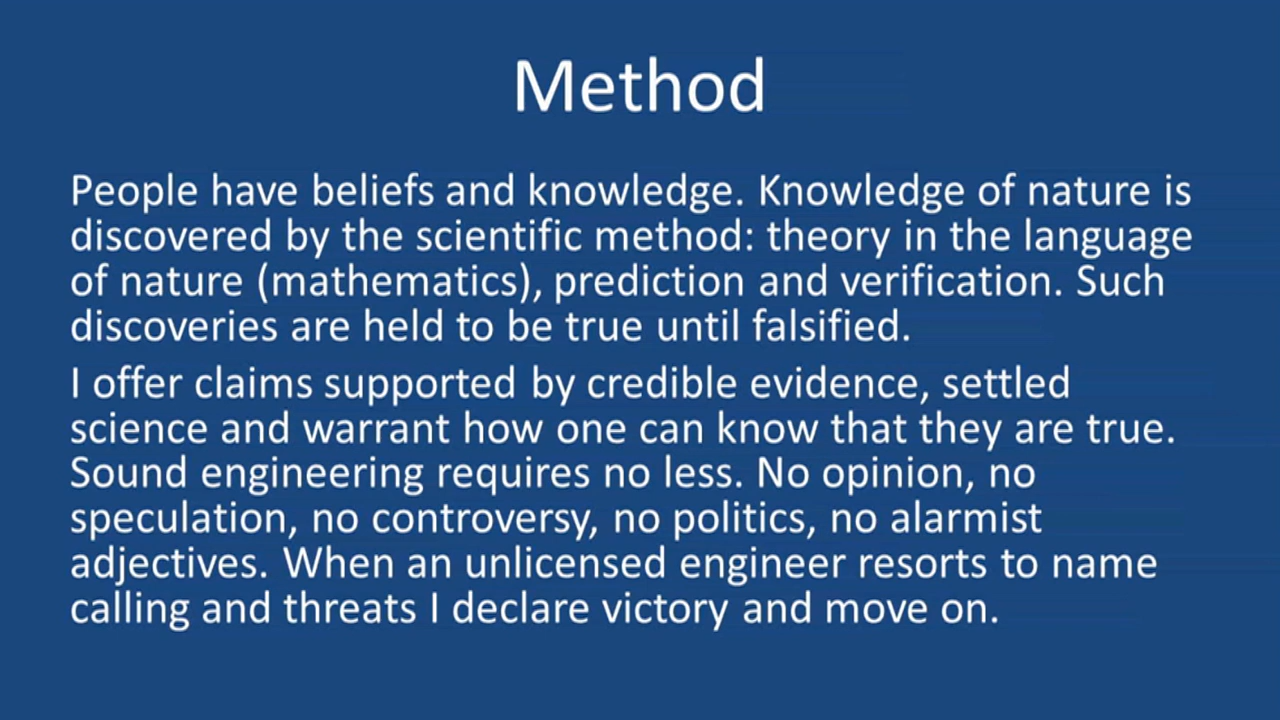 Method
People have beliefs and knowledge. Knowledge of nature is
discovered by the scientific method: theory in the language
of nature (mathematics), prediction and verification. Such
discoveries are held to be true until falsified.
I offer claims supported by credible evidence, settled
science and warrant how one can know that they are true.
Sound engineering requires no less. No opinion, no
speculation, no controversy, no politics, no alarmist
adjectives. When an unlicensed engineer resorts to name
calling and threats I declare victory and move on.